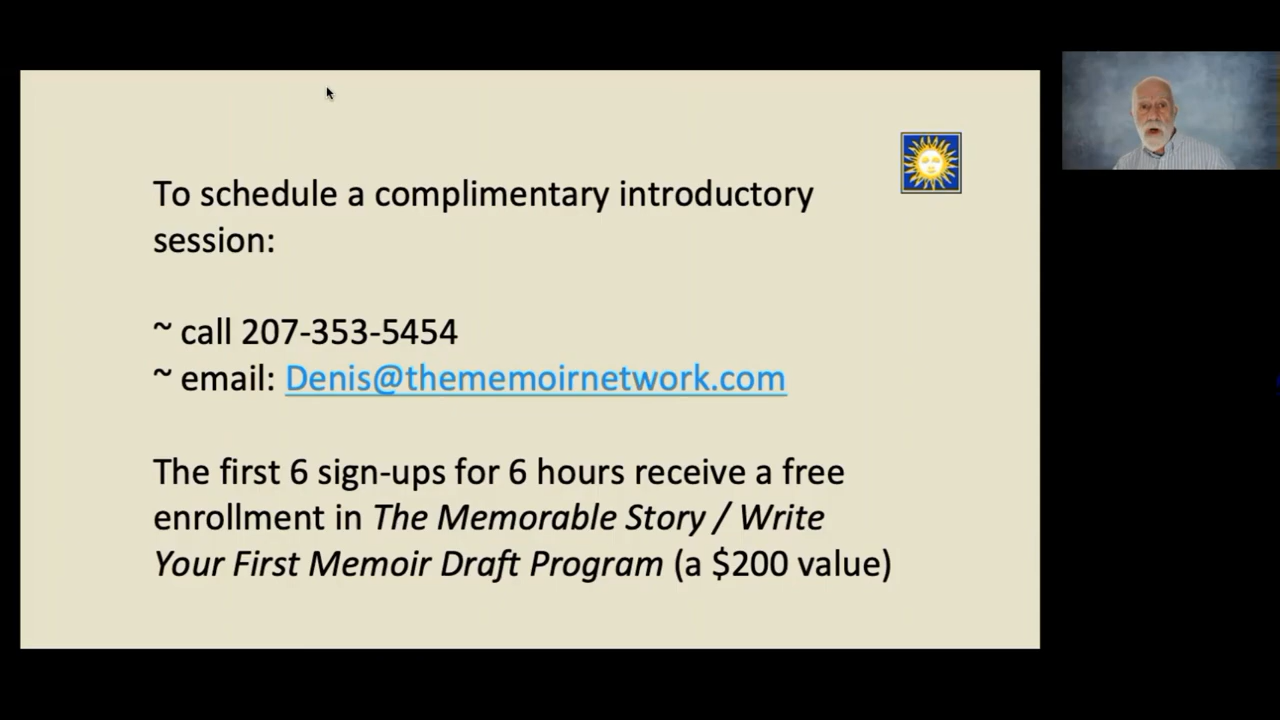 To schedule a complimentary introductory
session:
~ call 207-353-5454
~ email: Denis@thememoirnetwork.com
The first 6 sign-ups for 6 hours receive a free
enrollment in The Memorable Story / Write
Your First Memoir Draft Program (a $200 value)